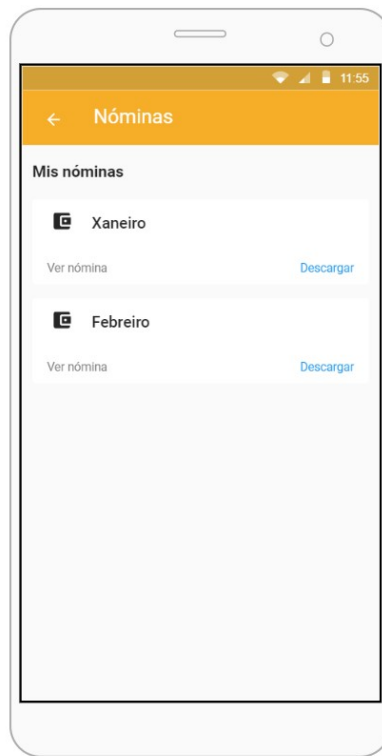 11:55
Nóminas
Mis nóminas
Xaneiro
Ver nómina Descargar
Febreiro
Ver nómina Descargar